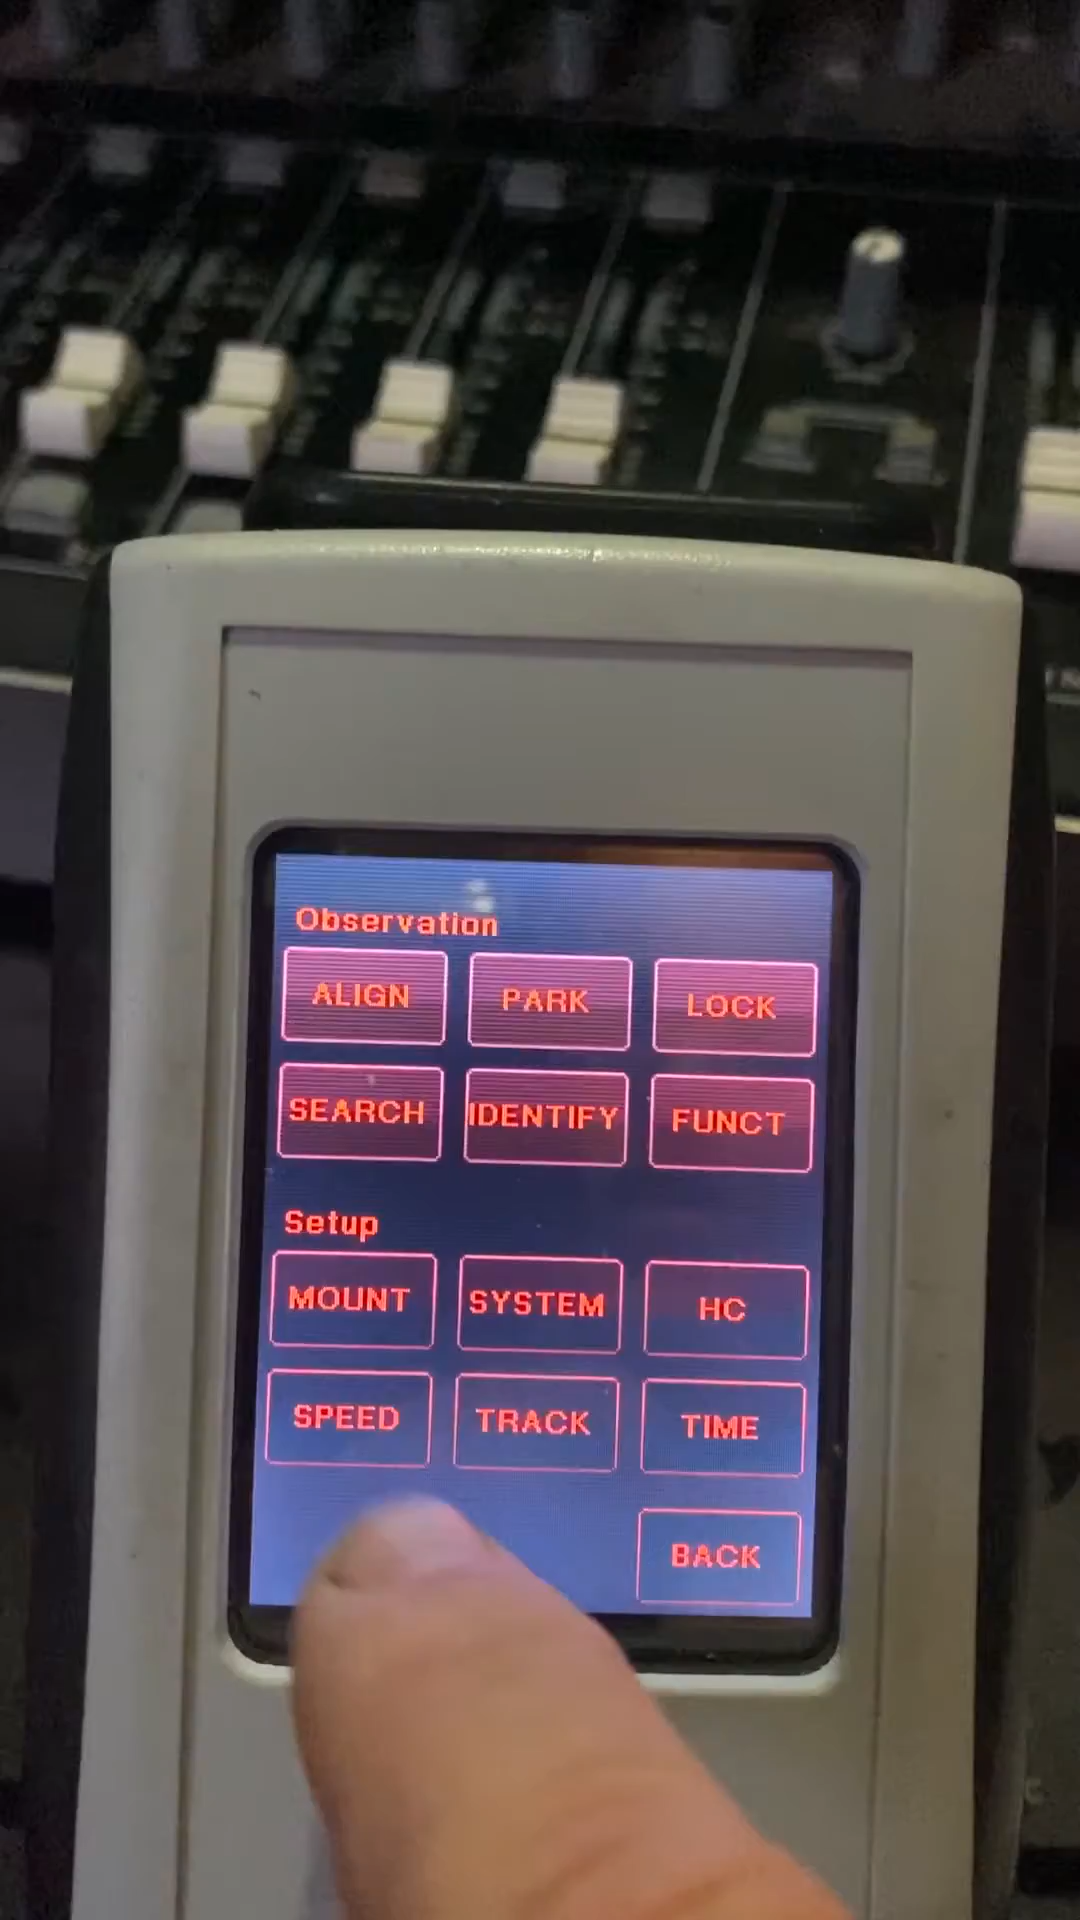 Observation
ALIGN PARK LOCK
SEARCH IDENTIFY FUNCT
Setup
MOUNT SYSTEM HC
SPEED TRACK TIME
BACK